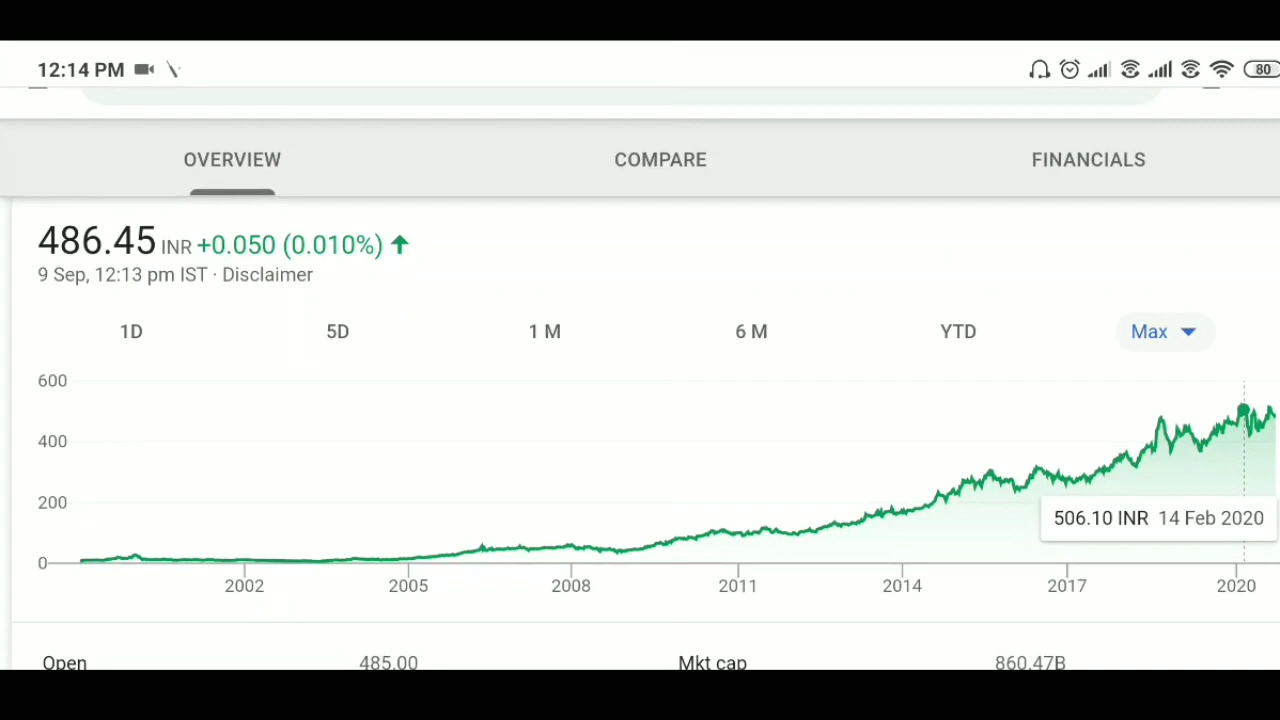 12:14 PM 80
OVERVIEW COMPARE FINANCIALS
486.45 INR +0.050 (0.010%)
9 Sep, 12:13 pm IST · Disclaimer
1D 5D 1 M 6 M YTD Max
600
400
200
506.10 INR 14 Feb 2020
0
2002 2005 2008 2011 2014 2017 2020
Open 485.00 Mkt cap 860.47B